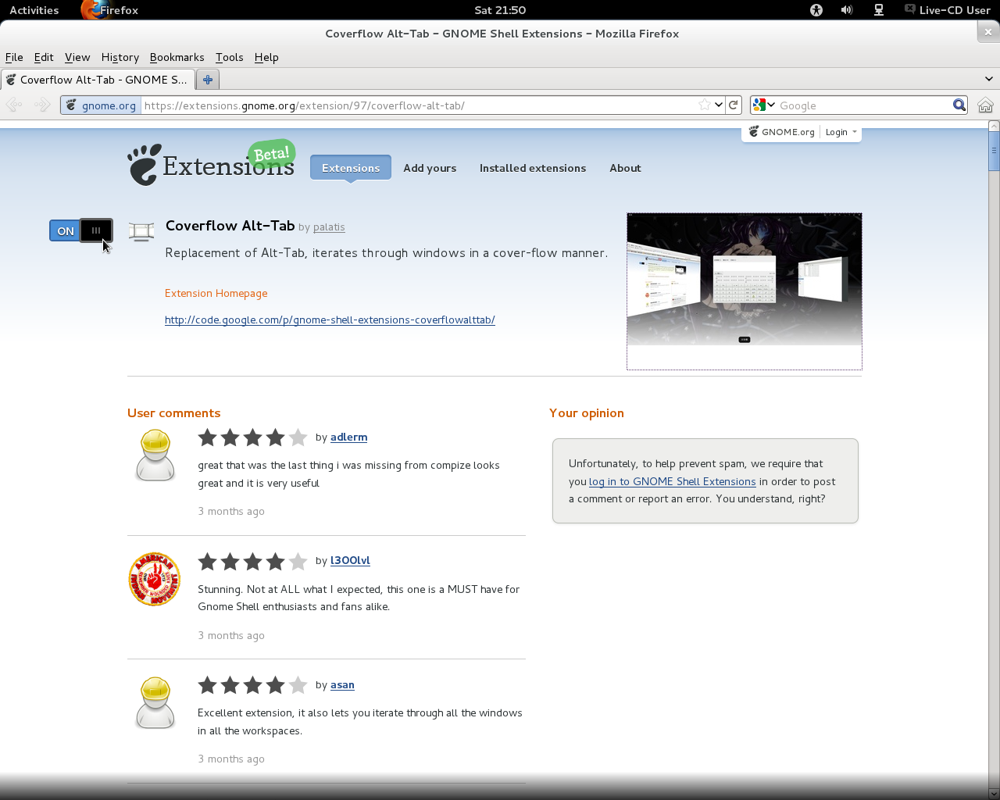 Activities Firefox Sat 21:50 Live-CD User
Coverflow Alt-Tab - GNOME Shell Extensions - Mozilla Firefox
File Edit View History Bookmarks Tools Help
Coverflow Alt-Tab - GNOME S...
gnome.org https://extensions.gnome.org/extension/97/coverflow-alt-tab/ Google
GNOME.org Login
Extensions Beta! Extensions Add yours Installed extensions About
ON Coverflow Alt-Tab by palatis
Replacement of Alt-Tab, iterates through windows in a cover-flow manner.
Extension Homepage
http://code.google.com/p/gnome-shell-extensions-coverflowalttab/
User comments
by adlerm
great that was the last thing i was missing from compize looks
great and it is very useful
3 months ago
by l300lvl
Stunning. Not at ALL what I expected, this one is a MUST have for
Gnome Shell enthusiasts and fans alike.
3 months ago
by asan
Excellent extension, it also lets you iterate through all the windows
in all the workspaces.
3 months ago
Your opinion
Unfortunately, to help prevent spam, we require that
you log in to GNOME Shell Extensions in order to post
a comment or report an error. You understand, right?
AMERICAN INDIAN MOVEMENT